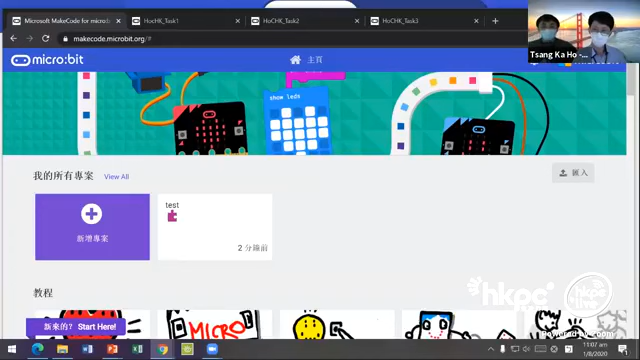 Microsoft MakeCode for micro:b
HocHK_Task1
HoCHK_Task2
HoCHK_Task3
makecode.microbit.org/#
micro:bit
主頁
Tsang Ka Ho -
show leds
我的所有專案 View All
匯入
新增專案
test
2 分鐘前
教程
MICRO
新來的? Start Here!
hkpc
live
11:07 am
1/8/2020